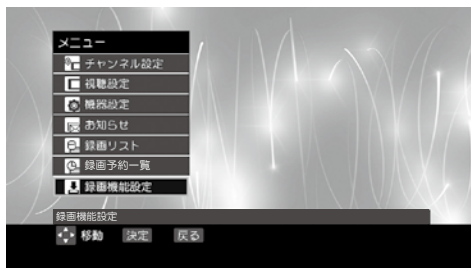 メニュー
チャンネル設定
視聴設定
機器設定
お知らせ
録画リスト
録画予約一覧
録画機能設定
録画機能設定
移動 決定 戻る